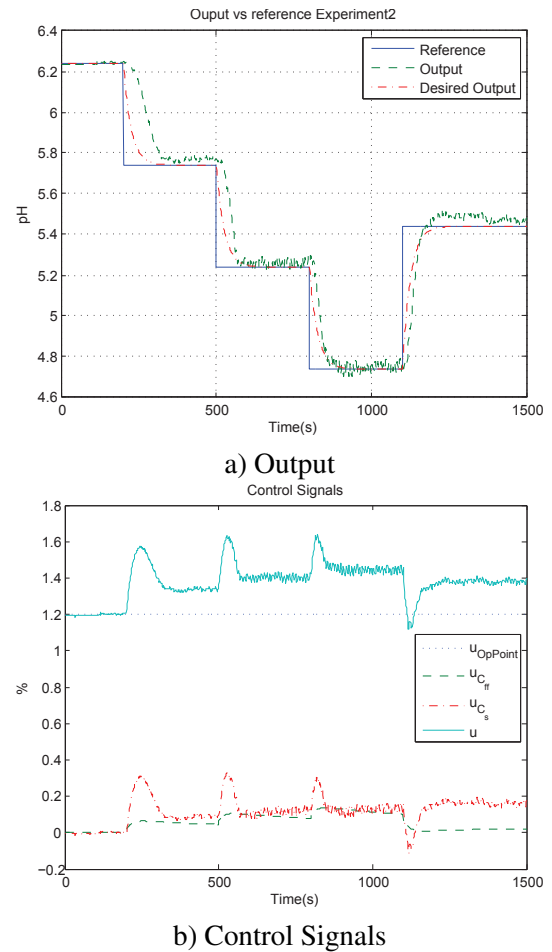 Ouput vs reference Experiment2
6.4
6.2
6
5.8
5.6
5.4
5.2
5
4.8
4.6
pH
Reference
Output
Desired Output
0
500
1000
1500
Time(s)
a) Output
Control Signals
1.8
1.6
1.4
1.2
1
0.8
0.6
0.4
0.2
0
−0.2
%
u_OpPoint
u_C_ff
u_C_s
u
0
500
1000
1500
Time(s)
b) Control Signals